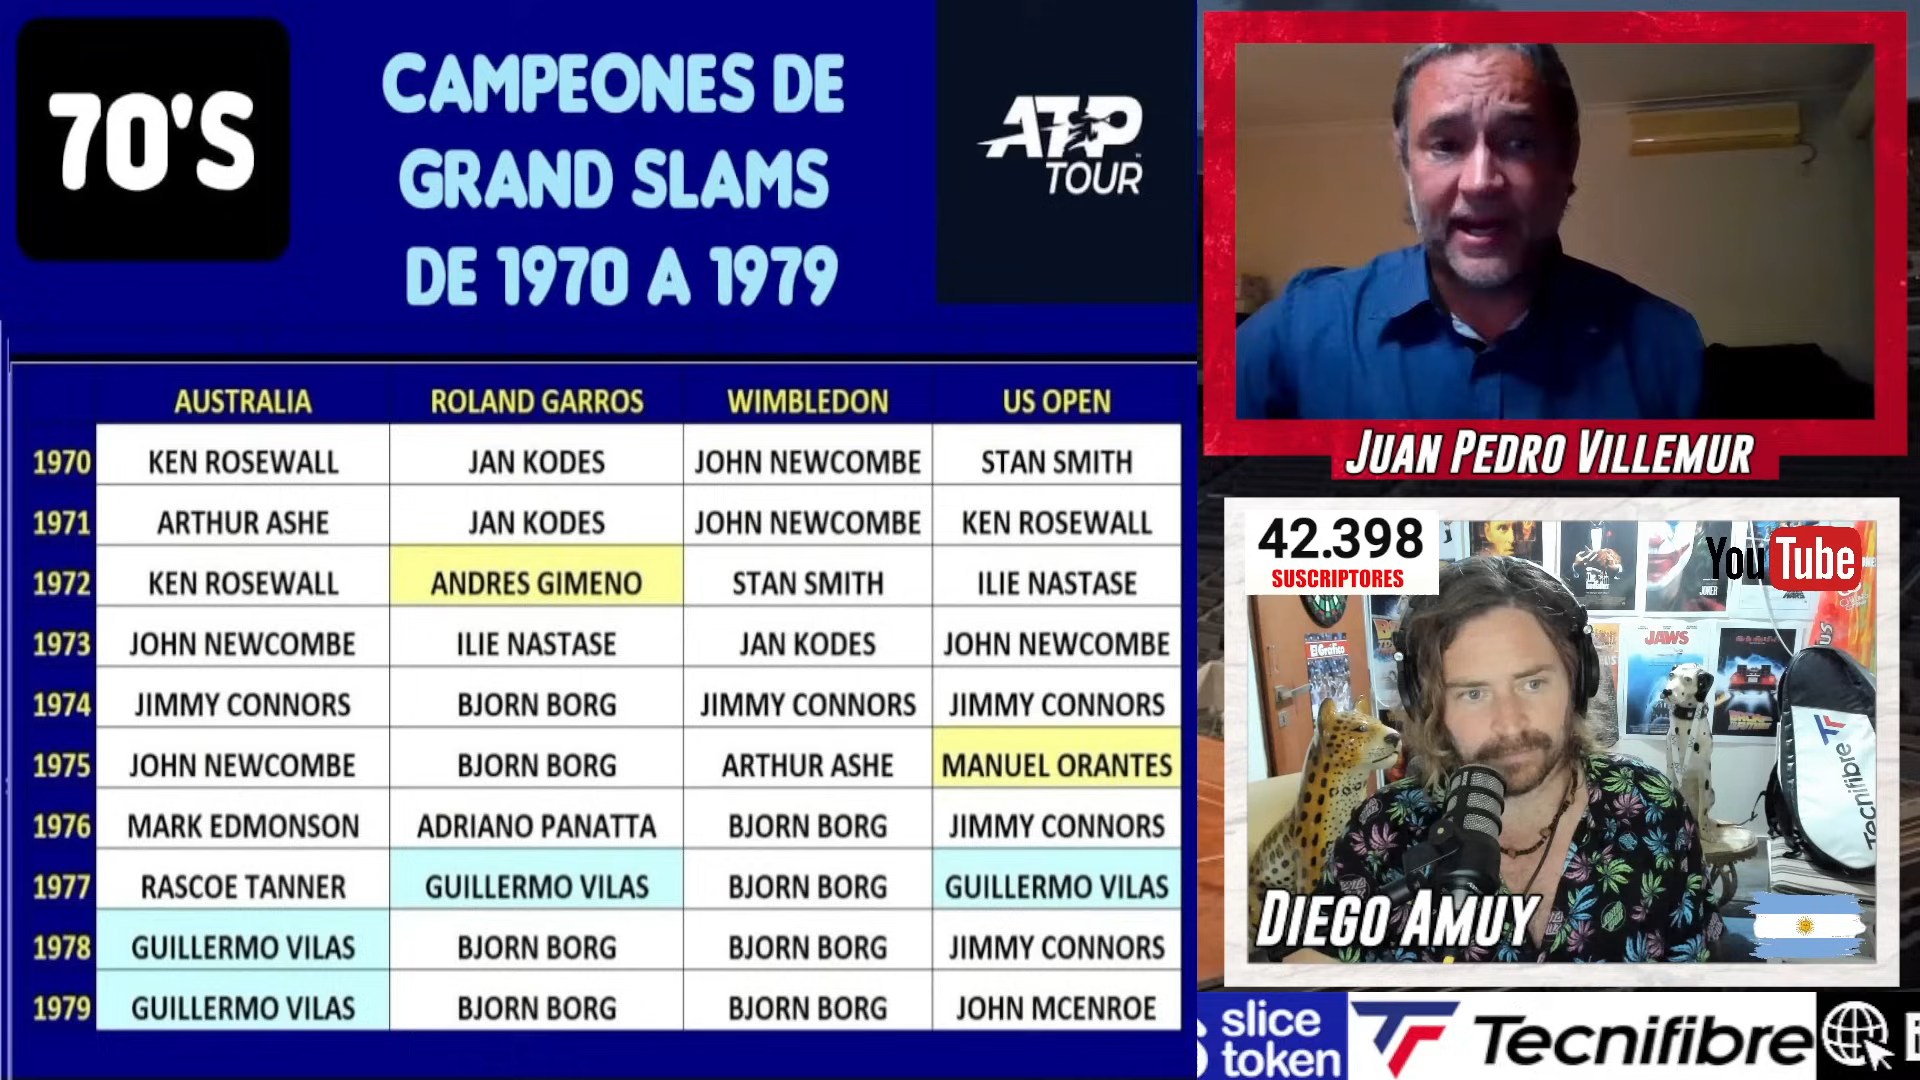 70'S
CAMPEONES DE
GRAND SLAMS
DE 1970 A 1979
ATP
TOUR
AUSTRALIA ROLAND GARROS WIMBLEDON US OPEN
1970 KEN ROSEWALL JAN KODES JOHN NEWCOMBE STAN SMITH
1971 ARTHUR ASHE JAN KODES JOHN NEWCOMBE KEN ROSEWALL
1972 KEN ROSEWALL ANDRES GIMENO STAN SMITH ILIE NASTASE
1973 JOHN NEWCOMBE ILIE NASTASE JAN KODES JOHN NEWCOMBE
1974 JIMMY CONNORS BJORN BORG JIMMY CONNORS JIMMY CONNORS
1975 JOHN NEWCOMBE BJORN BORG ARTHUR ASHE MANUEL ORANTES
1976 MARK EDMONSON ADRIANO PANATTA BJORN BORG JIMMY CONNORS
1977 RASCOE TANNER GUILLERMO VILAS BJORN BORG GUILLERMO VILAS
1978 GUILLERMO VILAS BJORN BORG BJORN BORG JIMMY CONNORS
1979 GUILLERMO VILAS BJORN BORG BJORN BORG JOHN MCENROE
JUAN PEDRO VILLEMUR
42.398
SUSCRIPTORES
YouTube
JOKER
El Gráfico
JAWS
Tecnifibre
DIEGO AMUY
slice
token
Tecnifibre